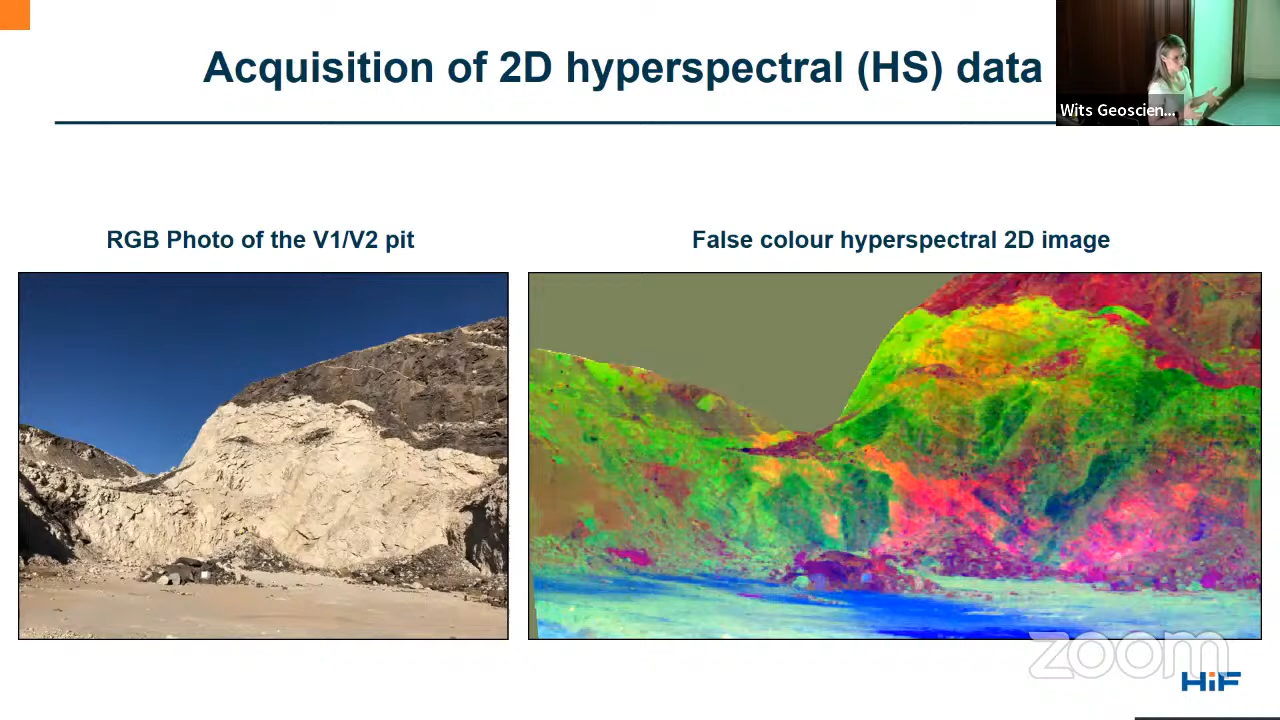 Acquisition of 2D hyperspectral (HS) data
Wits Geoscien...
RGB Photo of the V1/V2 pit
False colour hyperspectral 2D image
zoom
HiF